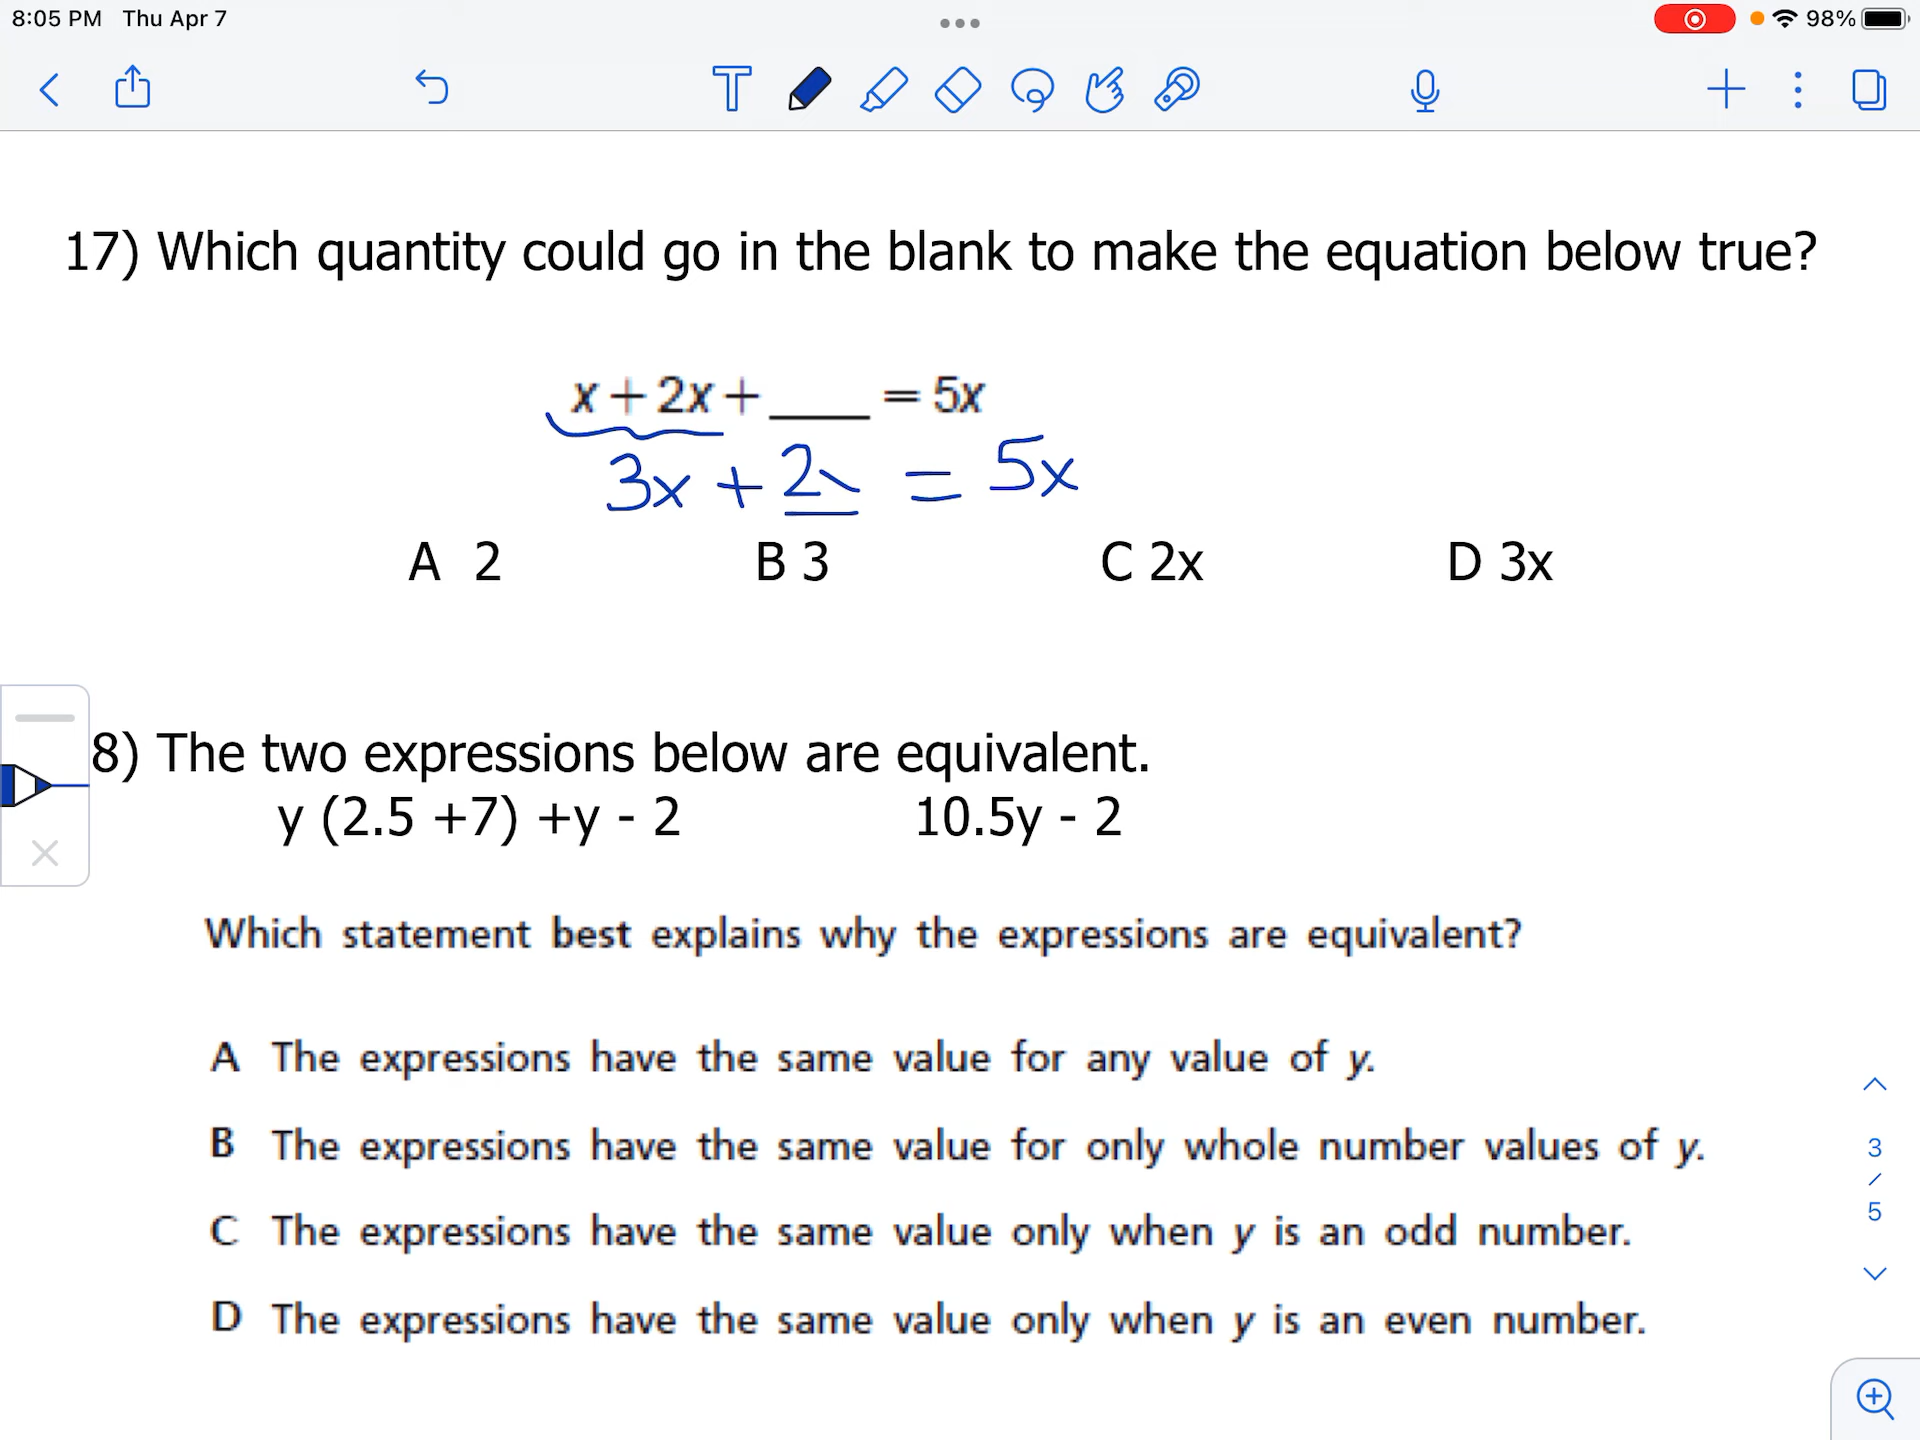 8:05 PM Thu Apr 7
98%
17) Which quantity could go in the blank to make the equation below true?
x + 2x + ___ = 5x
3x + 2 = 5x
A 2 B 3 C 2x D 3x
8) The two expressions below are equivalent.
y (2.5 +7) +y - 2 10.5y - 2
Which statement best explains why the expressions are equivalent?
A The expressions have the same value for any value of y.
B The expressions have the same value for only whole number values of y.
C The expressions have the same value only when y is an odd number.
D The expressions have the same value only when y is an even number.
3
/
5